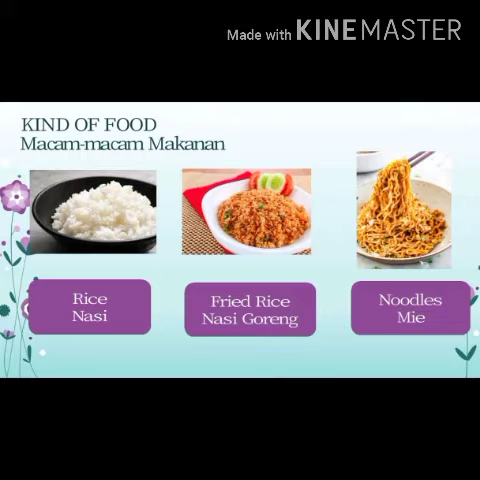 Made with KINEMASTER
KIND OF FOOD
Macam-macam Makanan
Rice
Nasi
Fried Rice
Nasi Goreng
Noodles
Mie